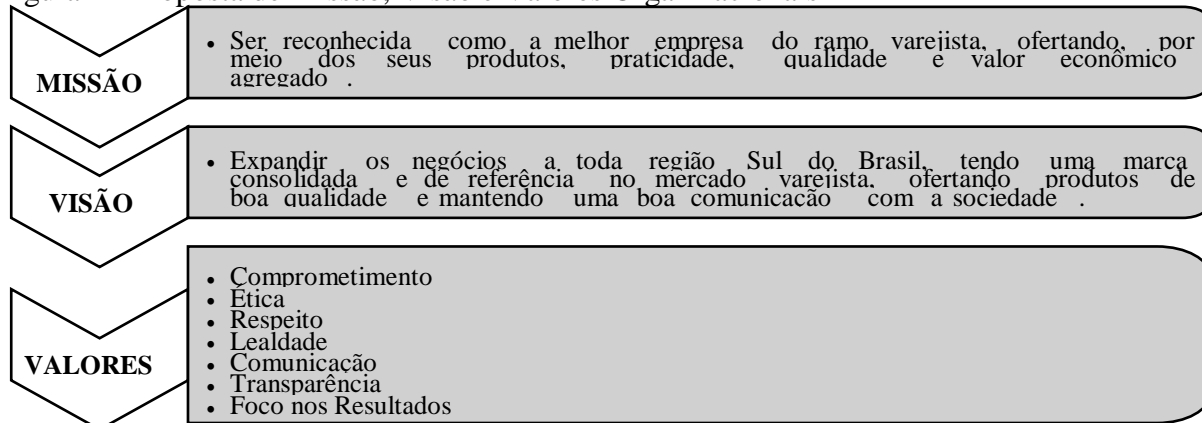 MISSÃO
• Ser reconhecida como a melhor empresa do ramo varejista, ofertando, por
meio dos seus produtos, praticidade, qualidade e valor econômico
agregado .
VISÃO
• Expandir os negócios a toda região Sul do Brasil, tendo uma marca
consolidada e de referência no mercado varejista, ofertando produtos de
boa qualidade e mantendo uma boa comunicação com a sociedade .
VALORES
• Comprometimento
• Ética
• Respeito
• Lealdade
• Comunicação
• Transparência
• Foco nos Resultados